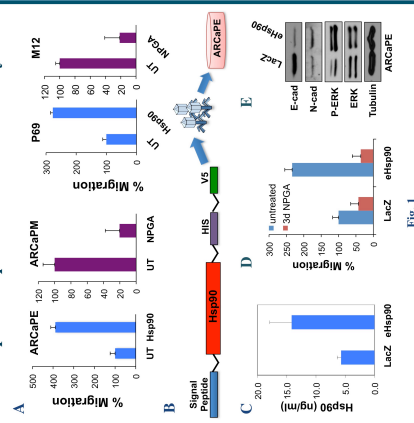 A
ARCaPE
% Migration
500
400
300
200
100
0
UT Hsp90
ARCaPM
% Migration
120
100
80
60
40
20
0
UT NPGA
P69
% Migration
300
200
100
0
UT Hsp90
M12
% Migration
120
100
80
60
40
20
0
UT NPGA
B
Signal
Peptide
Hsp90
HIS
V5
ARCaPE
C
Hsp90 (ng/ml)
20.0
15.0
10.0
5.0
0.0
LacZ eHsp90
D
% Migration
300
250
200
150
100
50
0
untreated
3d NPGA
LacZ eHsp90
E
LacZ eHsp90
E-cad
N-cad
P-ERK
ERK
Tubulin
ARCaPE
Fig. 1